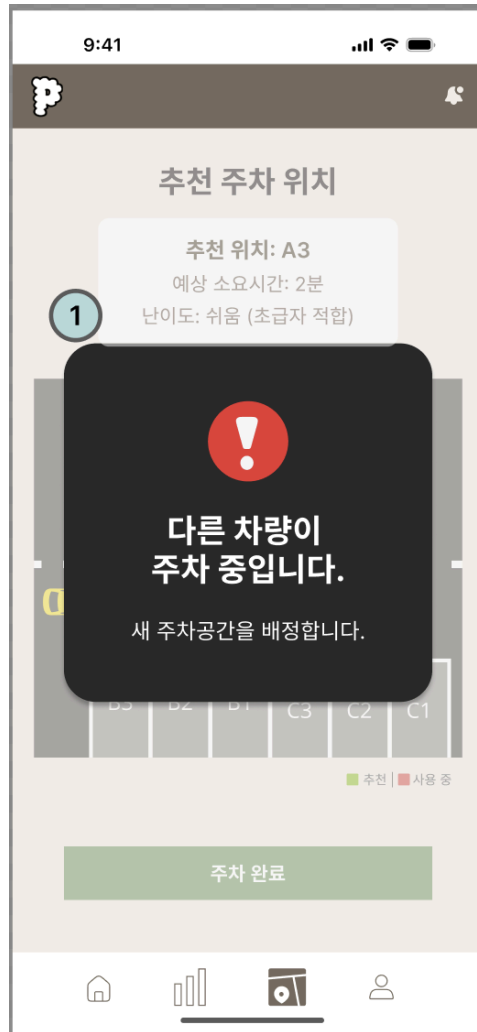 9:41
P
추천 주차 위치
추천 위치: A3
예상 소요시간: 2분
난이도: 쉬움 (초급자 적합)
1
다른 차량이
주차 중입니다.
새 주차공간을 배정합니다.
B3 B2 B1 C3 C2 C1
추천 | 사용 중
주차 완료